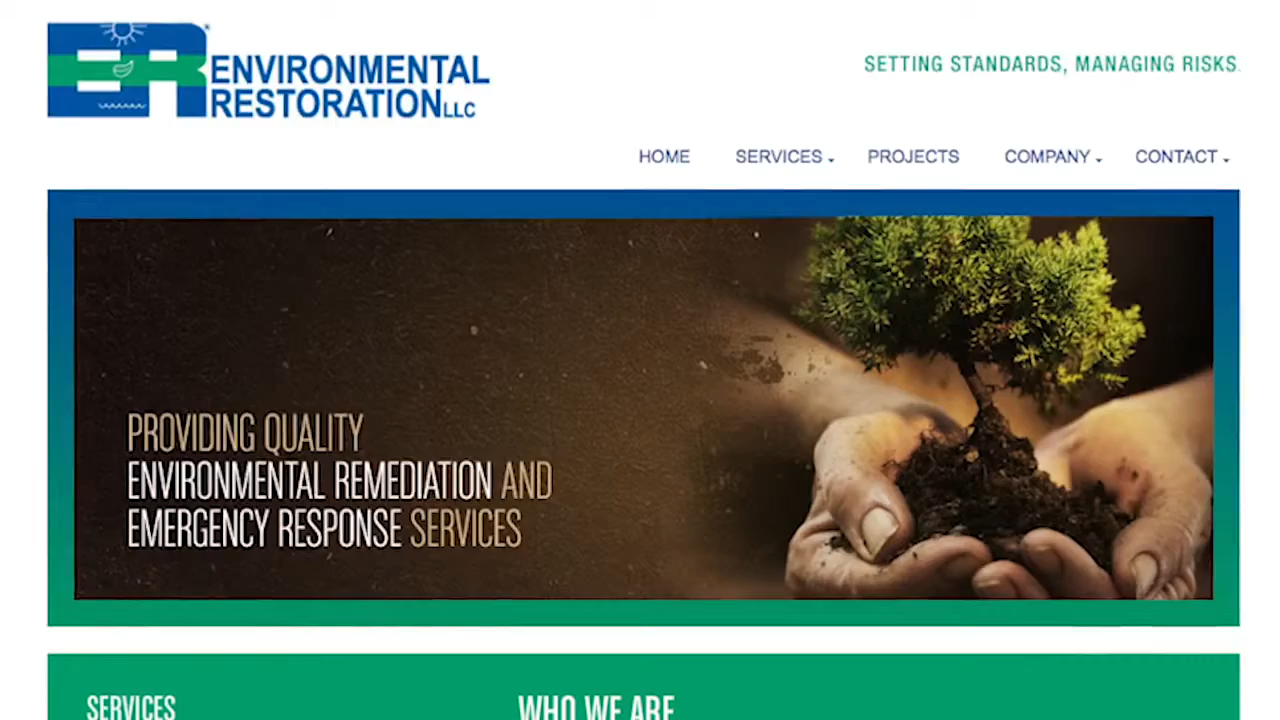 ER ENVIRONMENTAL
RESTORATION LLC
SETTING STANDARDS, MANAGING RISKS.
HOME SERVICES PROJECTS COMPANY CONTACT
PROVIDING QUALITY
ENVIRONMENTAL REMEDIATION AND
EMERGENCY RESPONSE SERVICES
SERVICES
WHO WE ARE